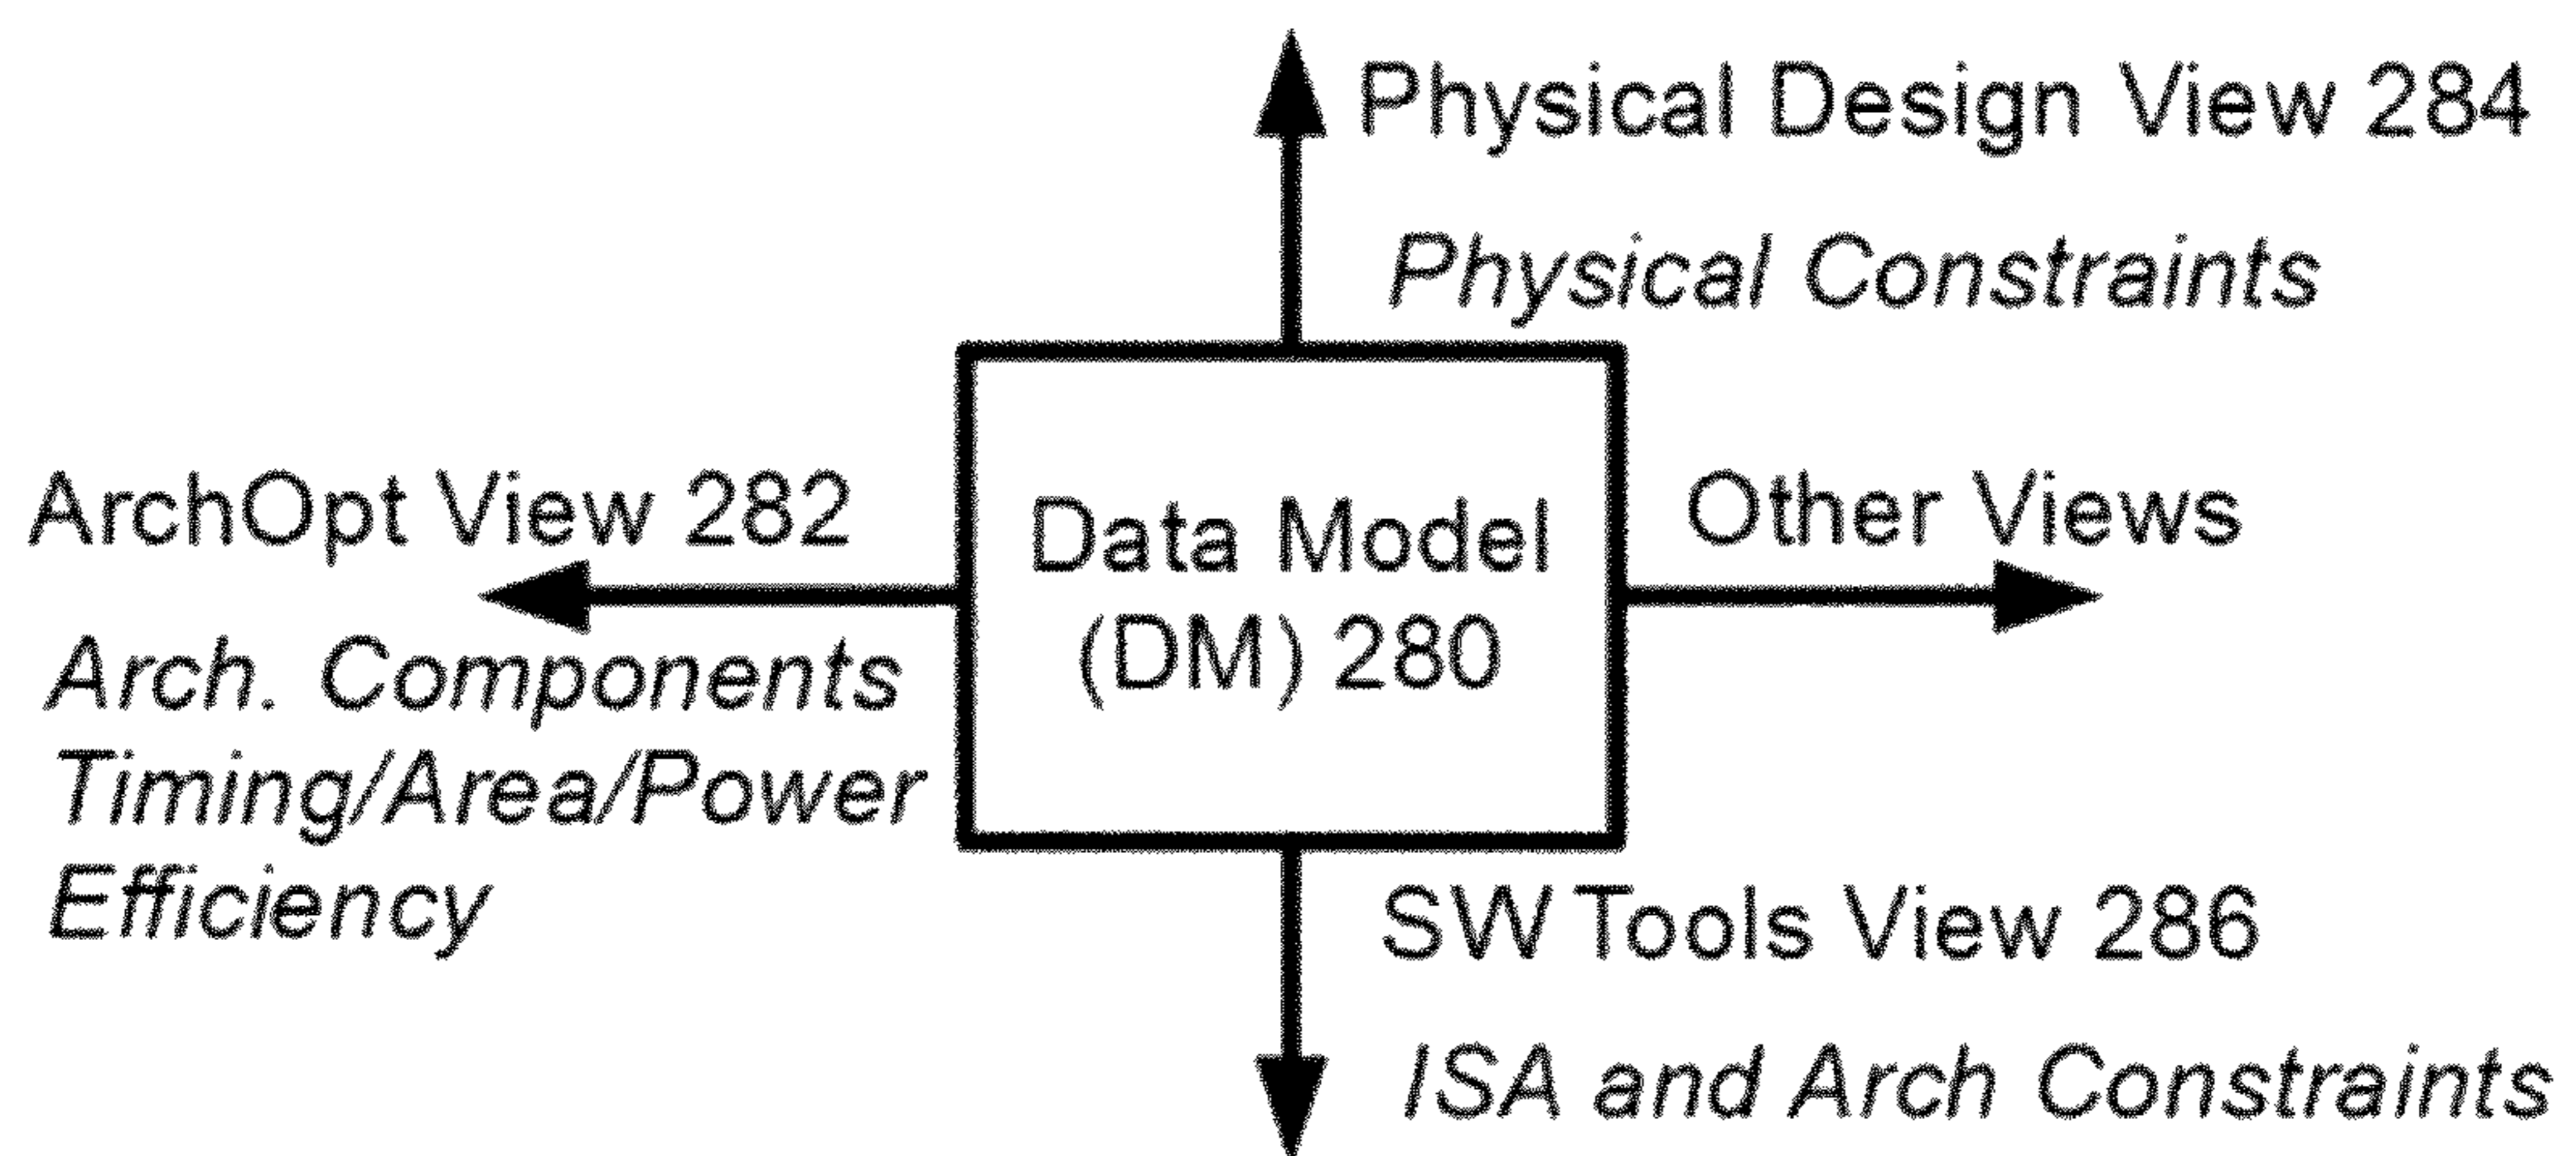 Physical Design View 284
Physical Constraints
ArchOpt View 282
Arch. Components
Timing/Area/Power
Efficiency
Data Model
(DM) 280
Other Views
SW Tools View 286
ISA and Arch Constraints